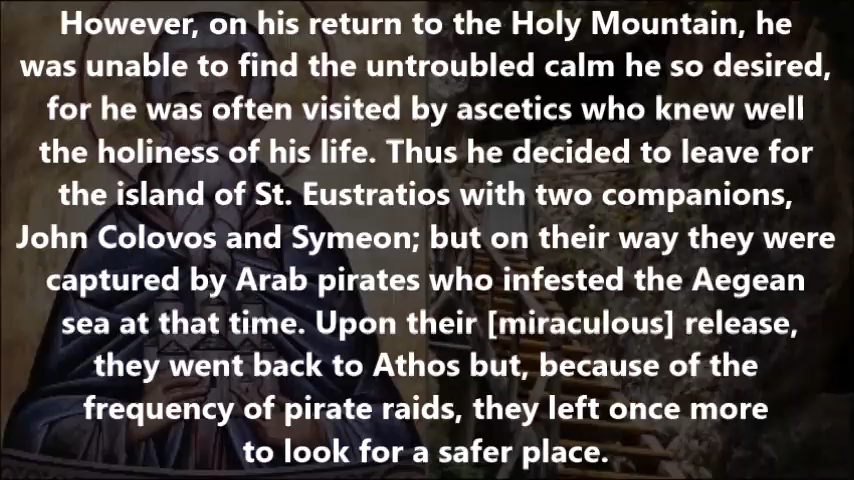 However, on his return to the Holy Mountain, he
was unable to find the untroubled calm he so desired,
for he was often visited by ascetics who knew well
the holiness of his life. Thus he decided to leave for
the island of St. Eustratios with two companions,
John Colovos and Symeon; but on their way they were
captured by Arab pirates who infested the Aegean
sea at that time. Upon their [miraculous] release,
they went back to Athos but, because of the
frequency of pirate raids, they left once more
to look for a safer place.